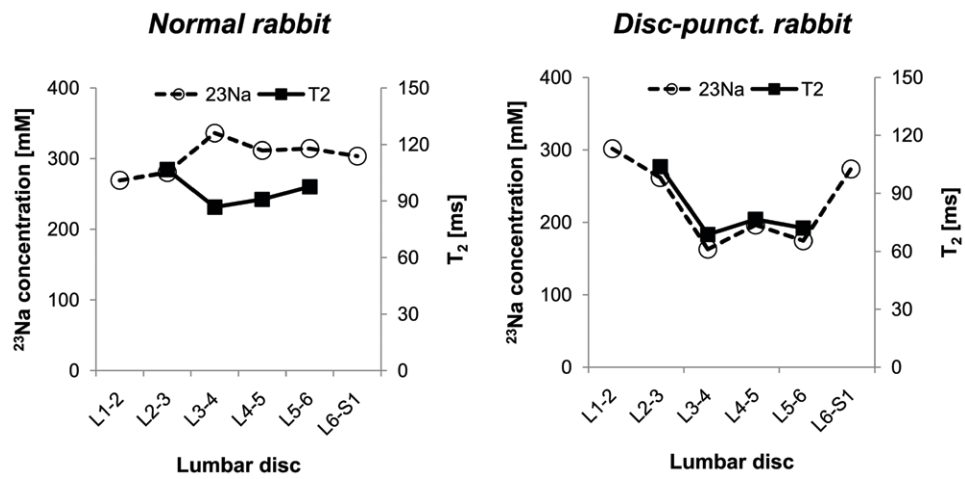 Normal rabbit
400
300
200
100
0
150
120
90
60
30
0
23Na
T2
²³Na concentration [mM]
T₂ [ms]
L1-2
L2-3
L3-4
L4-5
L5-6
L6-S1
Lumbar disc
Disc-punct. rabbit
400
300
200
100
0
150
120
90
60
30
0
23Na
T2
²³Na concentration [mM]
T₂ [ms]
L1-2
L2-3
L3-4
L4-5
L5-6
L6-S1
Lumbar disc